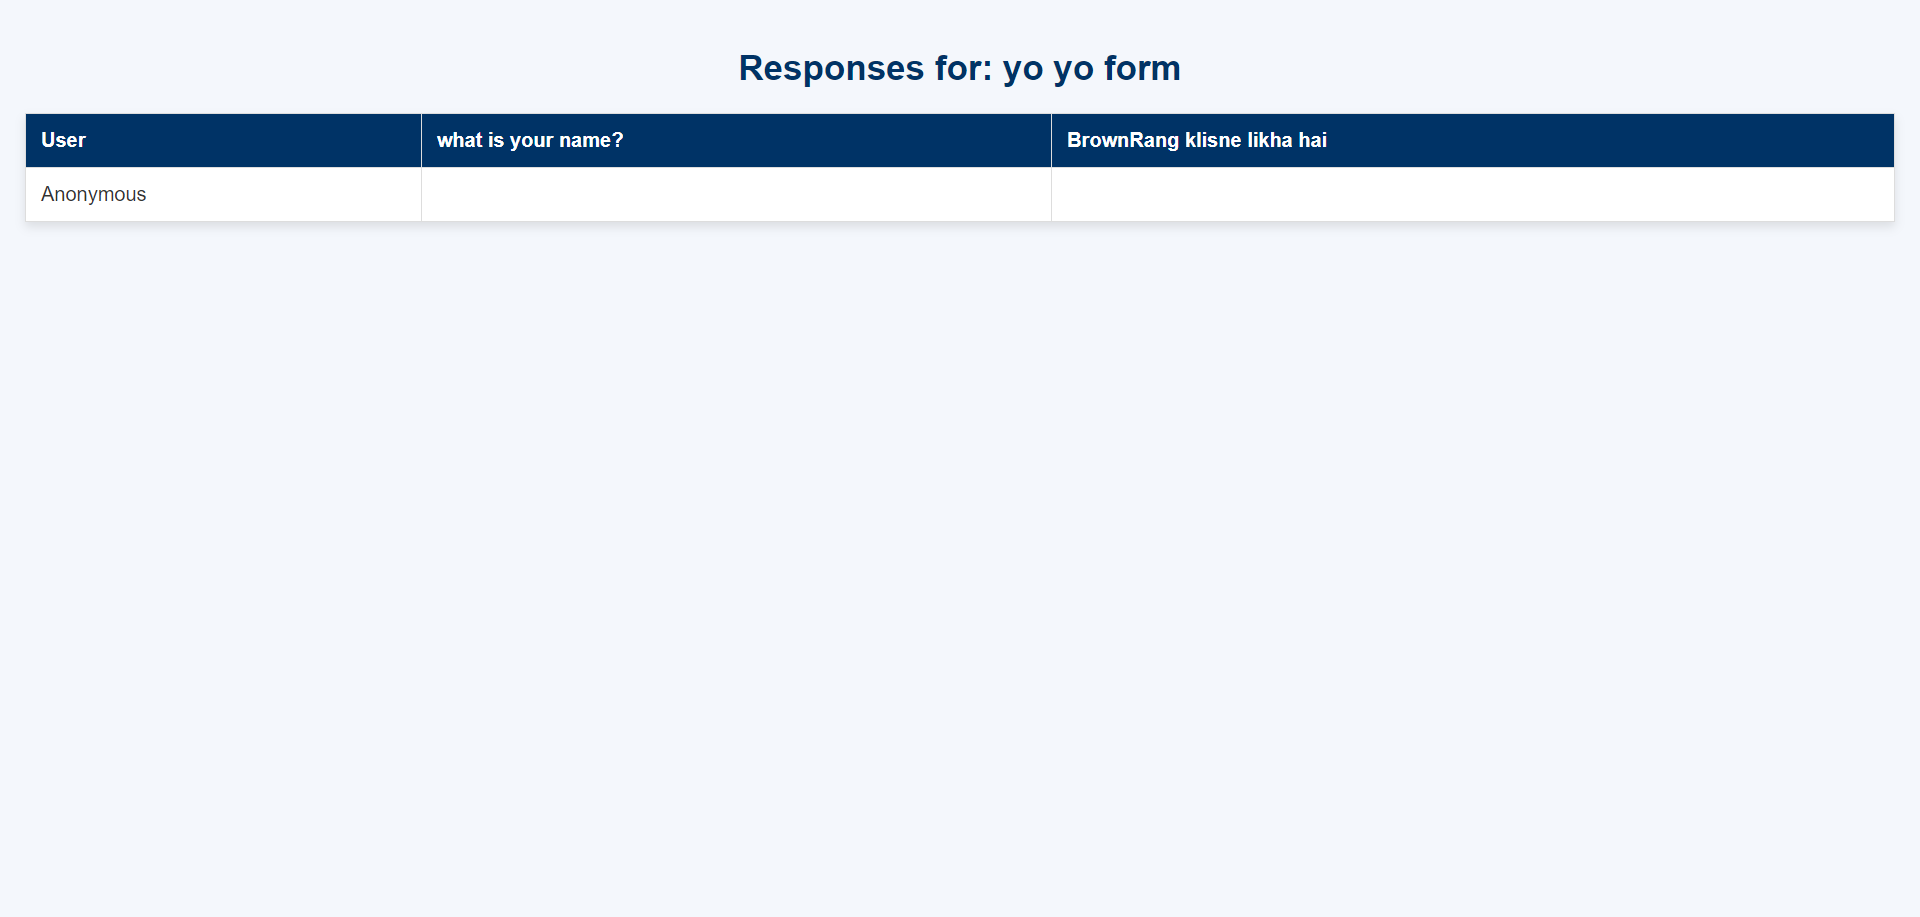 Responses for: yo yo form
User what is your name? BrownRang klisne likha hai
Anonymous